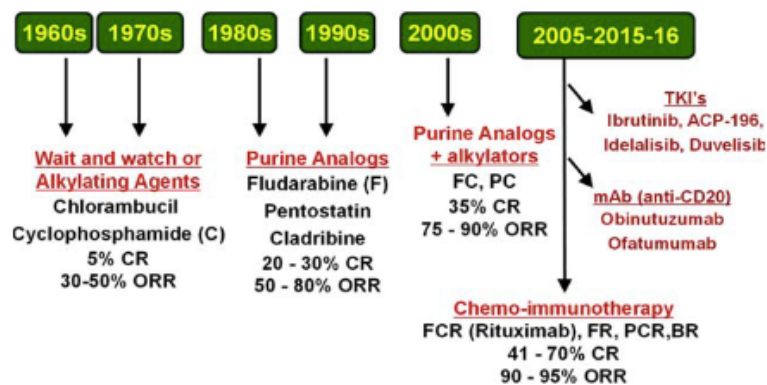 1960s
1970s
1980s
1990s
2000s
2005-2015-16
Wait and watch or
Alkylating Agents
Chlorambucil
Cyclophosphamide (C)
5% CR
30-50% ORR
Purine Analogs
Fludarabine (F)
Pentostatin
Cladribine
20 - 30% CR
50 - 80% ORR
Purine Analogs
+ alkylators
FC, PC
35% CR
75 - 90% ORR
TKI's
Ibrutinib, ACP-196,
Idelalisib, Duvelisib
mAb (anti-CD20)
Obinutuzumab
Ofatumumab
Chemo-immunotherapy
FCR (Rituximab), FR, PCR,BR
41 - 70% CR
90 - 95% ORR